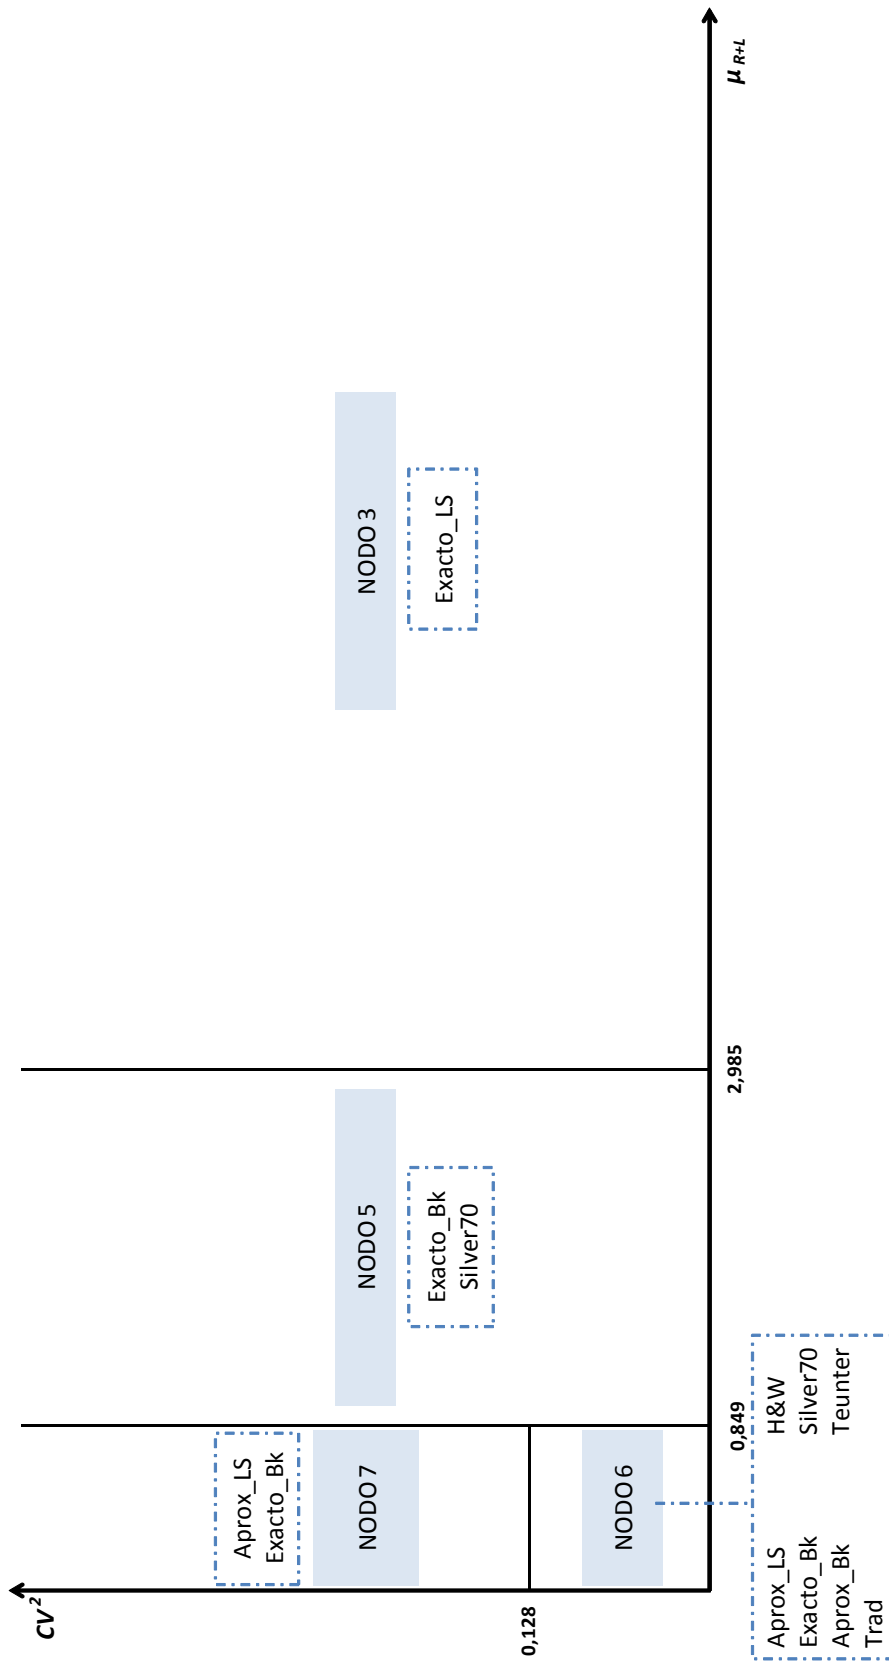 CV²
Aprox_LS
Exacto_Bk
NODO 7
NODO 5
Exacto_Bk
Silver70
NODO 3
Exacto_LS
0,128
NODO 6
0,849
2,985
μ R+L
Aprox_LS
Exacto_Bk
Aprox_Bk
Trad
H&W
Silver70
Teunter